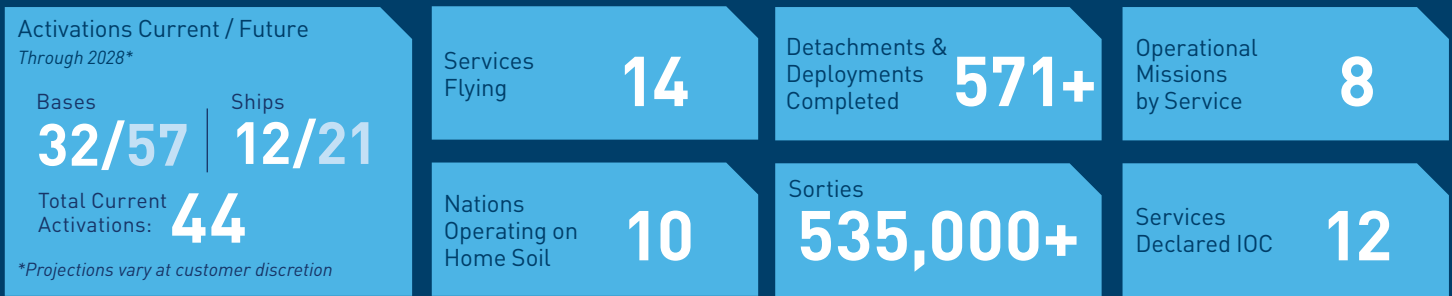 Activations Current / Future
Through 2028*
Bases
32/57
Ships
12/21
Total Current
Activations:
44
*Projections vary at customer discretion
Services
Flying
14
Detachments &
Deployments
Completed
571+
Operational
Missions
by Service
8
Nations
Operating on
Home Soil
10
Sorties
535,000+
Services
Declared IOC
12